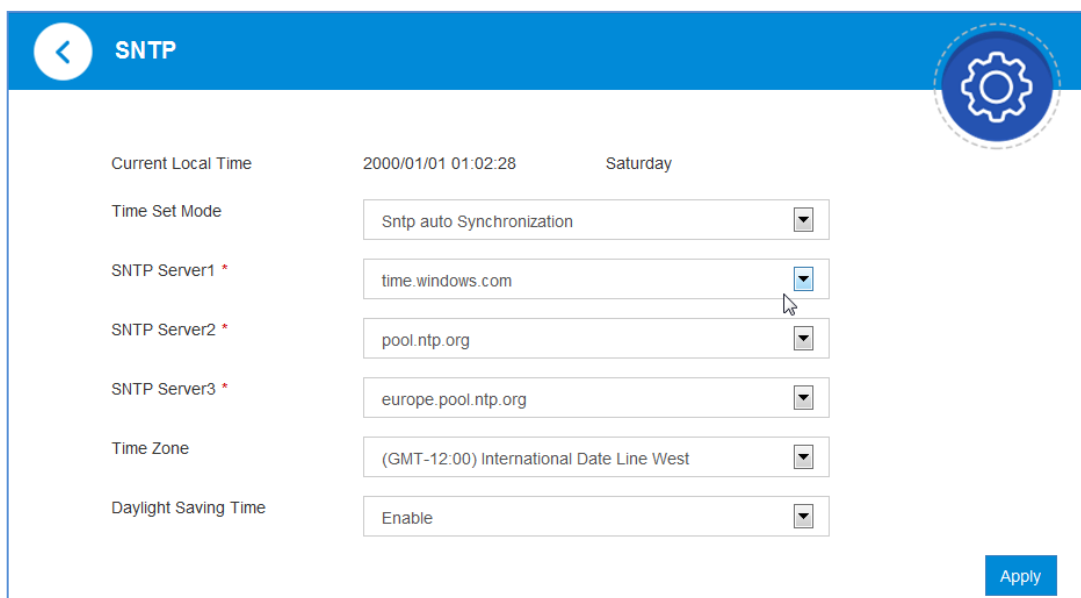 SNTP
Current Local Time 2000/01/01 01:02:28 Saturday
Time Set Mode Sntp auto Synchronization
SNTP Server1 * time.windows.com
SNTP Server2 * pool.ntp.org
SNTP Server3 * europe.pool.ntp.org
Time Zone (GMT-12:00) International Date Line West
Daylight Saving Time Enable
Apply